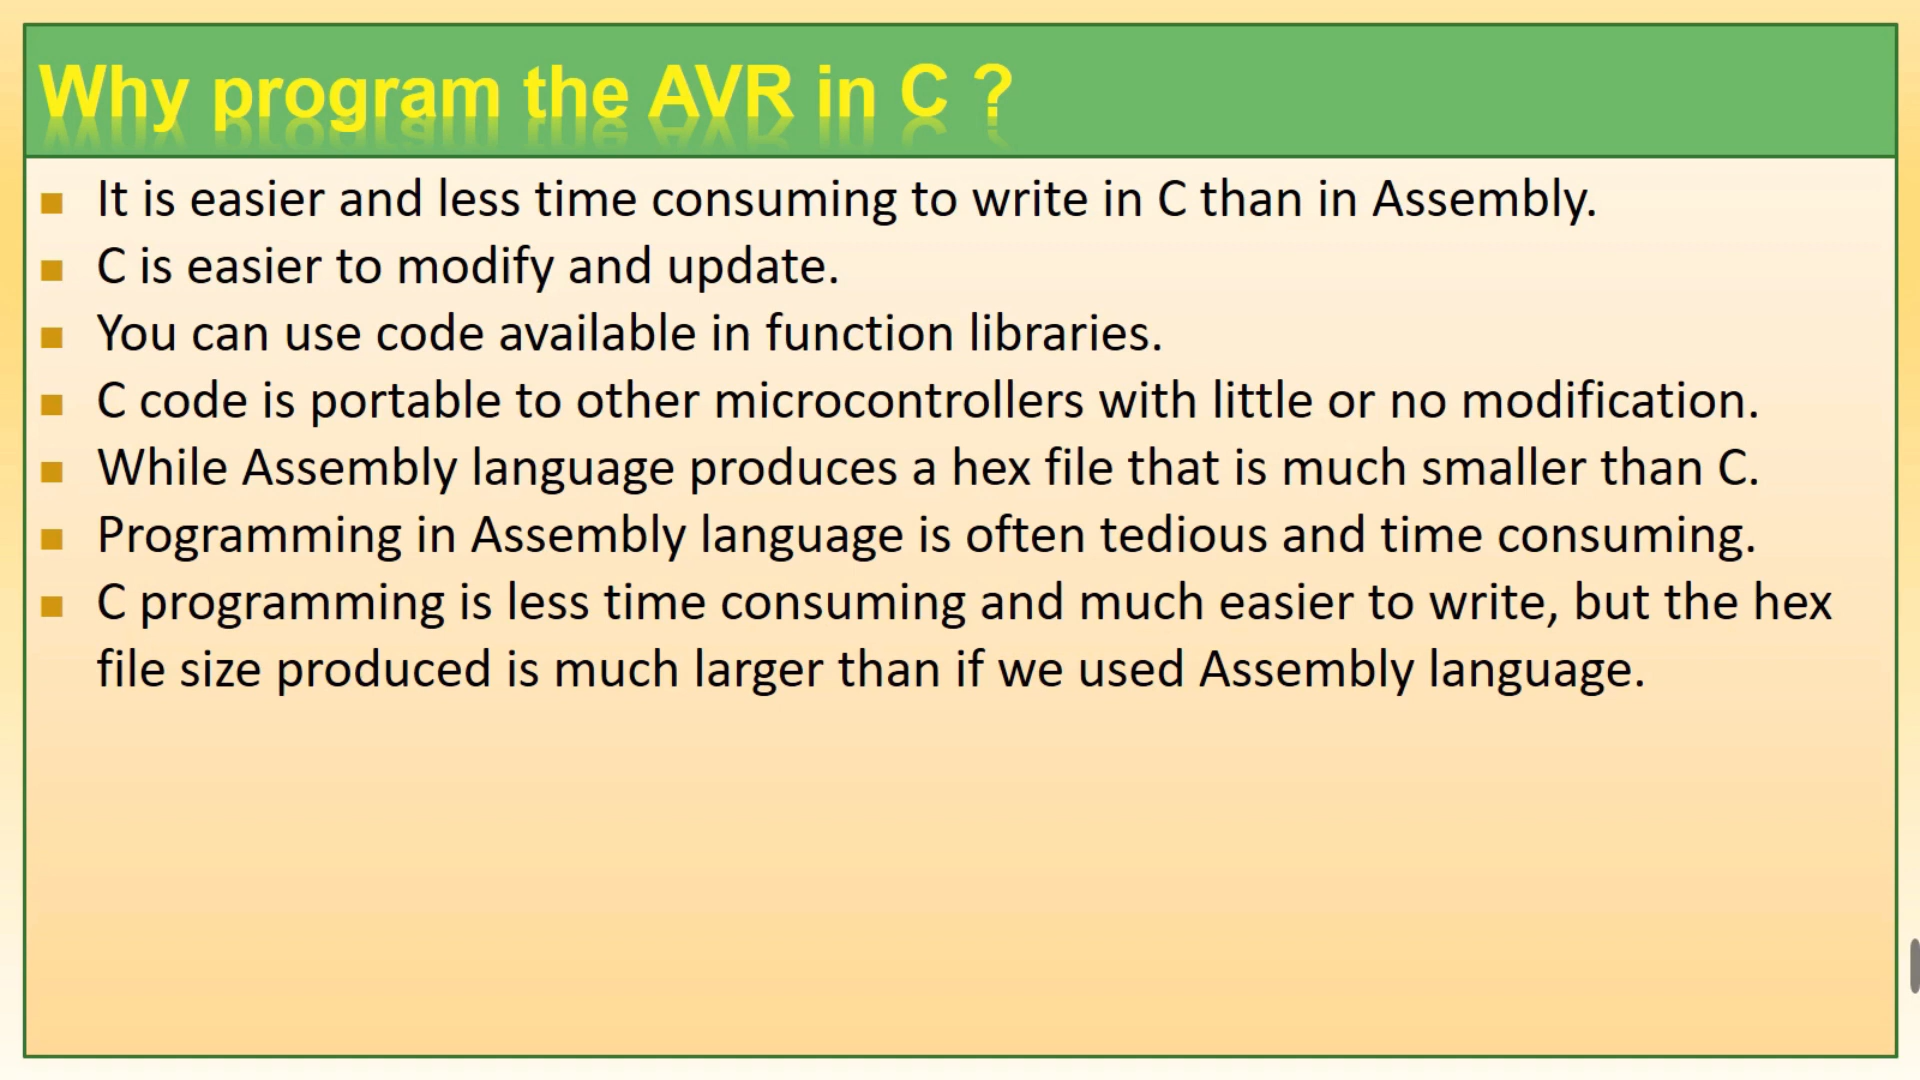 Why program the AVR in C ?
It is easier and less time consuming to write in C than in Assembly.
C is easier to modify and update.
You can use code available in function libraries.
C code is portable to other microcontrollers with little or no modification.
While Assembly language produces a hex file that is much smaller than C.
Programming in Assembly language is often tedious and time consuming.
C programming is less time consuming and much easier to write, but the hex
file size produced is much larger than if we used Assembly language.